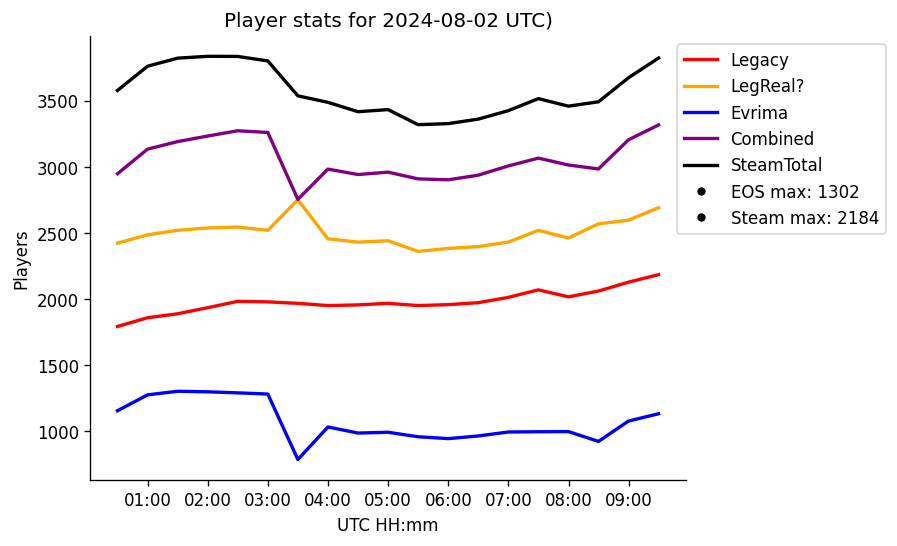 Player stats for 2024-08-02 UTC)
Legacy
LegReal?
Evrima
Combined
SteamTotal
EOS max: 1302
Steam max: 2184
Players
3500
3000
2500
2000
1500
1000
01:00 02:00 03:00 04:00 05:00 06:00 07:00 08:00 09:00
UTC HH:mm